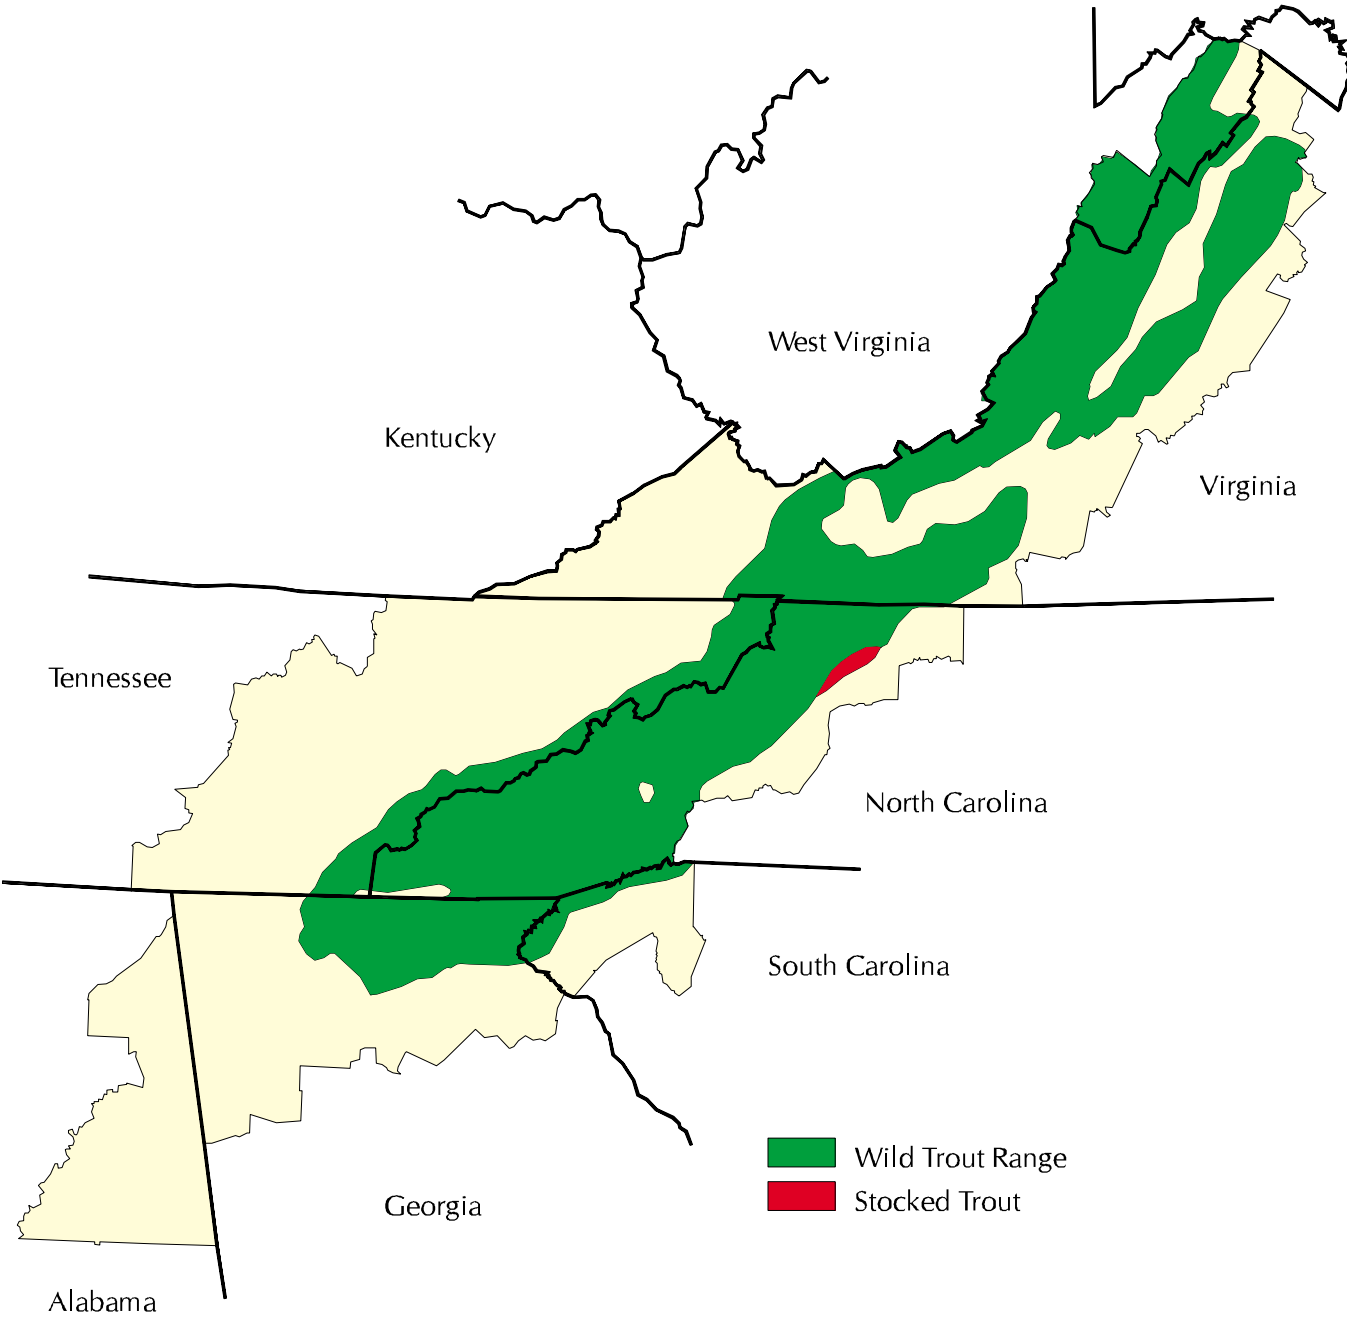 West Virginia
Kentucky
Virginia
Tennessee
North Carolina
South Carolina
Wild Trout Range
Stocked Trout
Georgia
Alabama